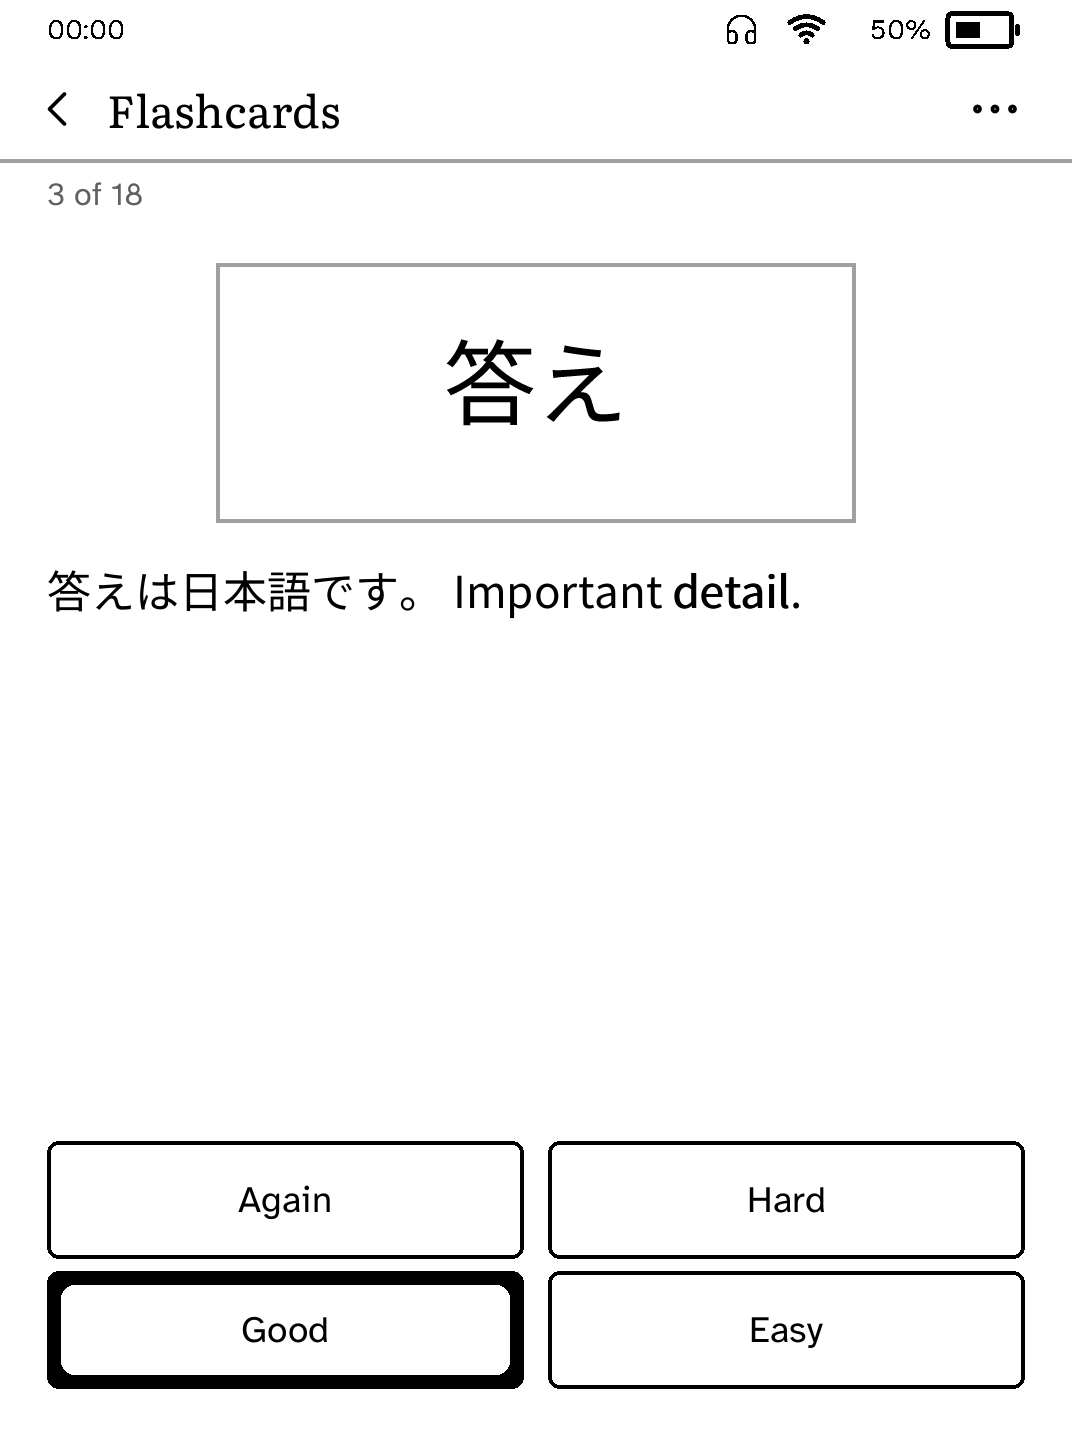 00:00 50%
Flashcards
3 of 18
答え
答えは日本語です。 Important detail.
Again Hard
Good Easy